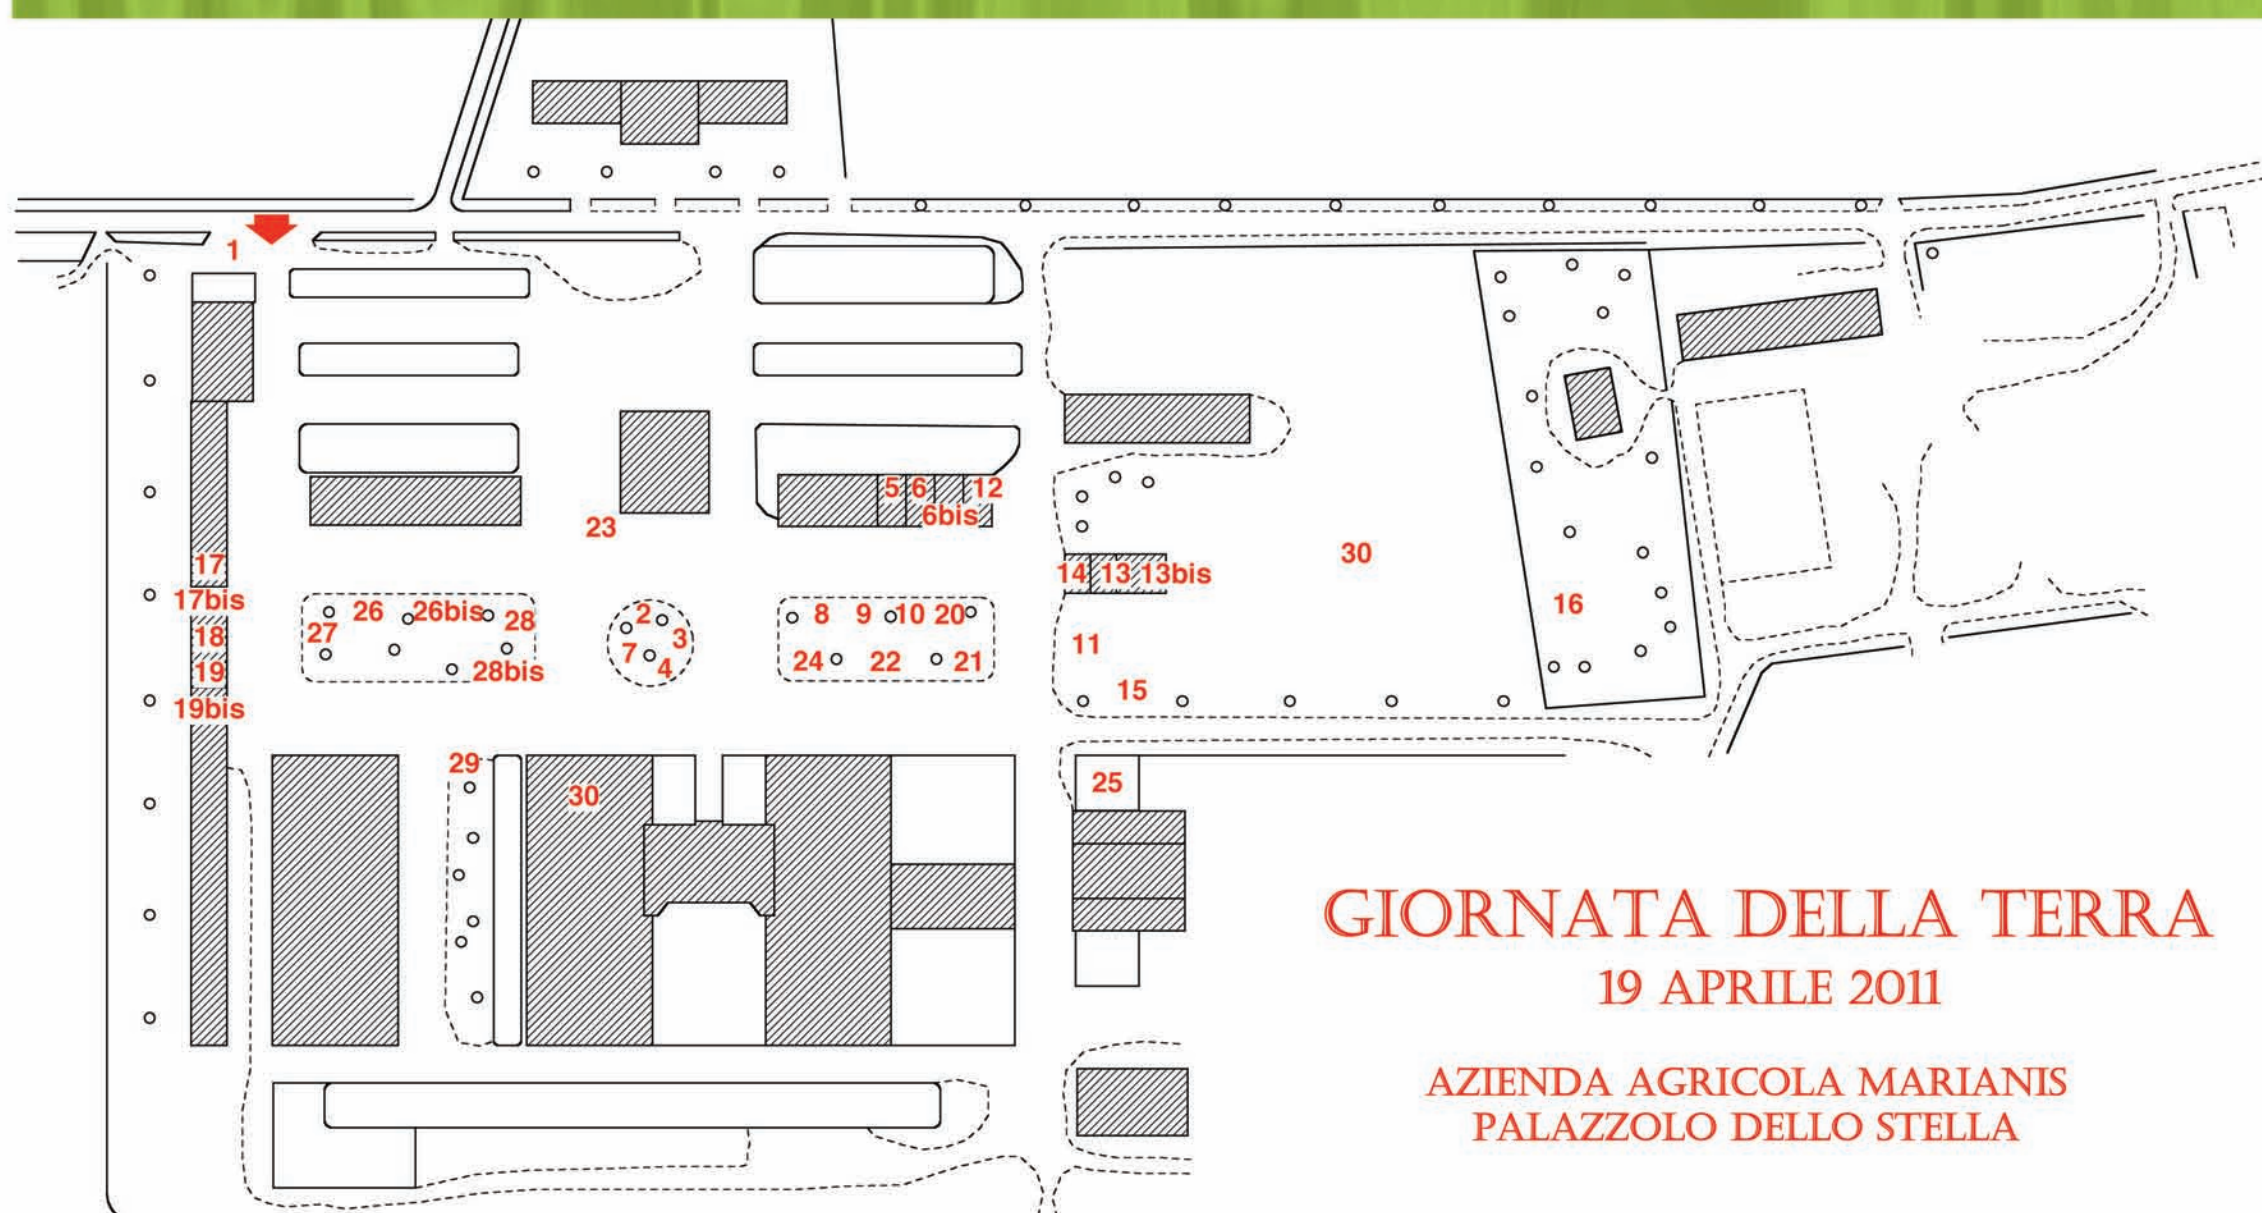 1
5 6 12
6bis
23
17
14 13 13bis
30
17bis
26 26bis 28
2
8 9 10 20
16
27
18
3
7
11
4
24 22 21
19
28bis
15
19bis
29
30
25
GIORNATA DELLA TERRA
19 APRILE 2011
AZIENDA AGRICOLA MARIANIS
PALAZZOLO DELLO STELLA